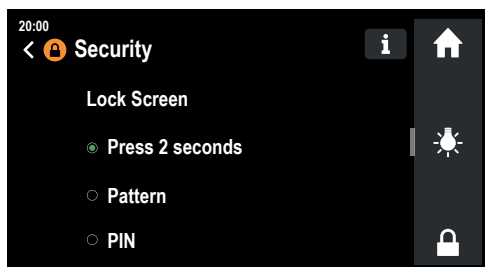 20:00
Security
i
Lock Screen
Press 2 seconds
Pattern
PIN